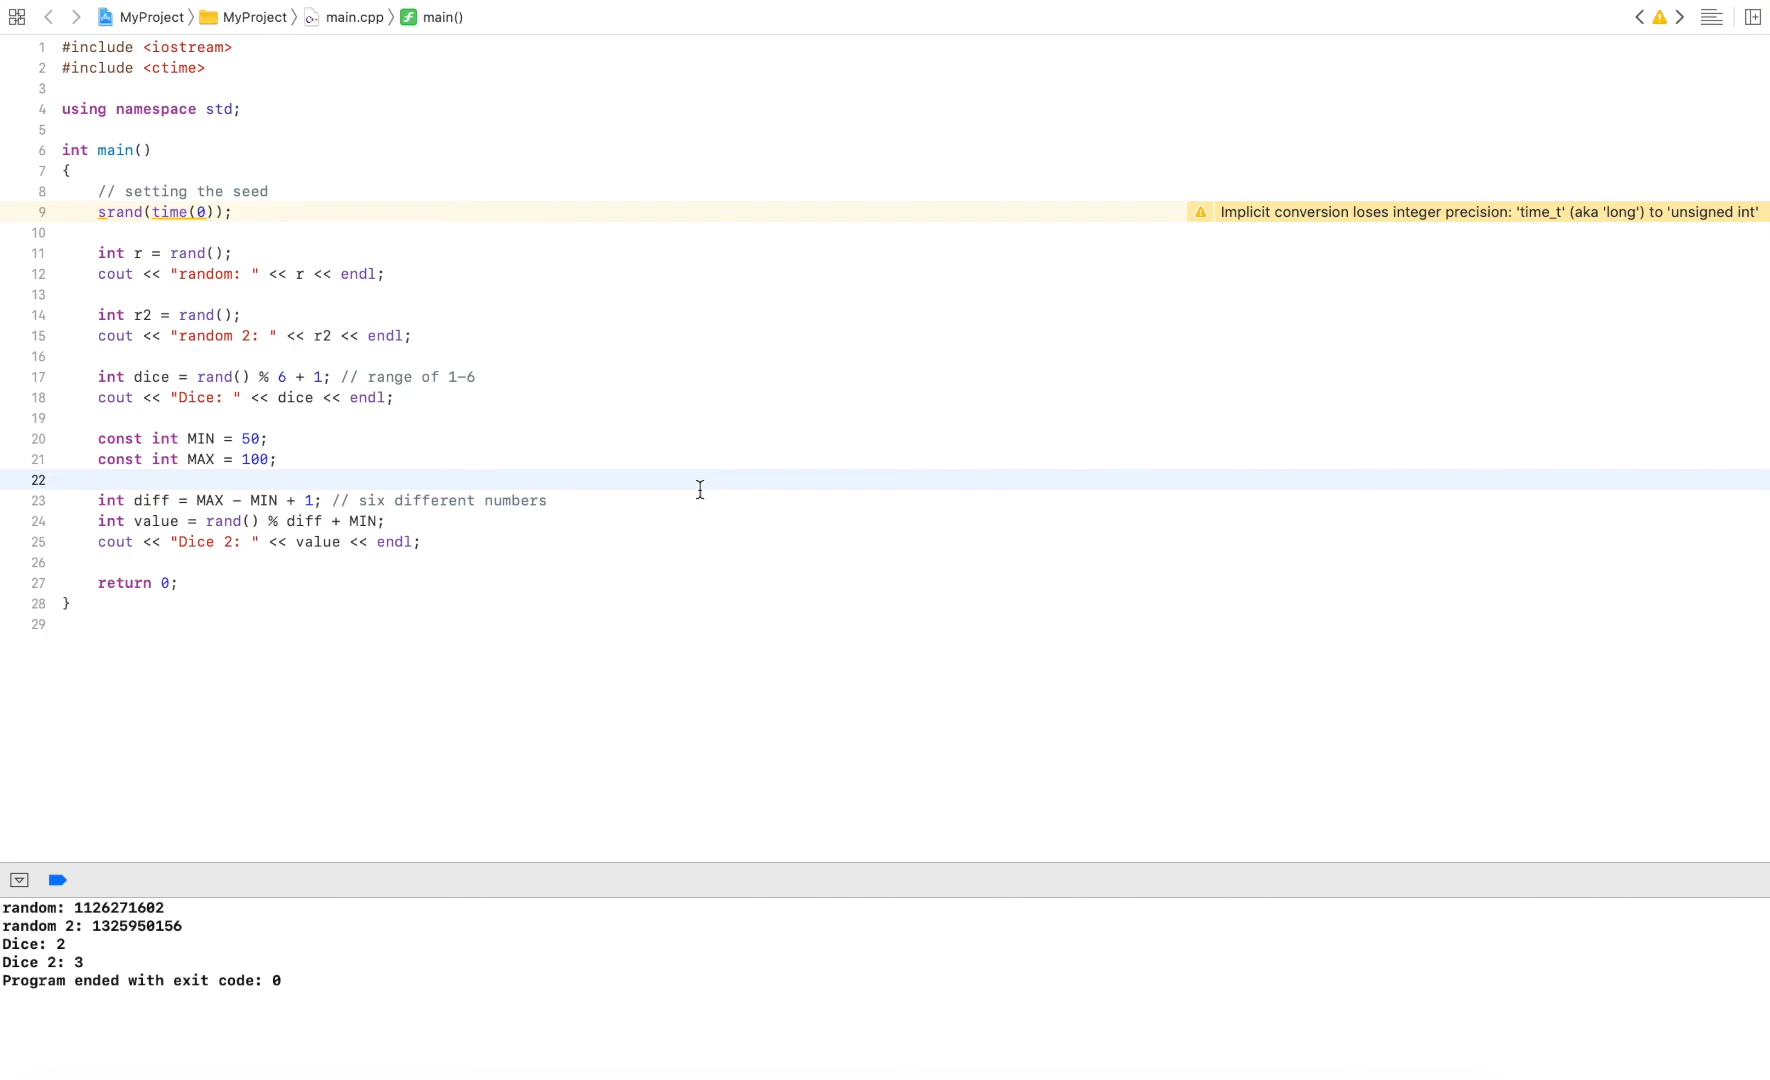 MyProject MyProject main.cpp main()
1 #include <iostream>
2 #include <ctime>
3
4 using namespace std;
5
6 int main()
7 {
8 // setting the seed
9 srand(time(0)); Implicit conversion loses integer precision: 'time_t' (aka 'long') to 'unsigned int'
10
11 int r = rand();
12 cout << "random: " << r << endl;
13
14 int r2 = rand();
15 cout << "random 2: " << r2 << endl;
16
17 int dice = rand() % 6 + 1; // range of 1-6
18 cout << "Dice: " << dice << endl;
19
20 const int MIN = 50;
21 const int MAX = 100;
22
23 int diff = MAX - MIN + 1; // six different numbers
24 int value = rand() % diff + MIN;
25 cout << "Dice 2: " << value << endl;
26
27 return 0;
28 }
29
random: 1126271602
random 2: 1325950156
Dice: 2
Dice 2: 3
Program ended with exit code: 0